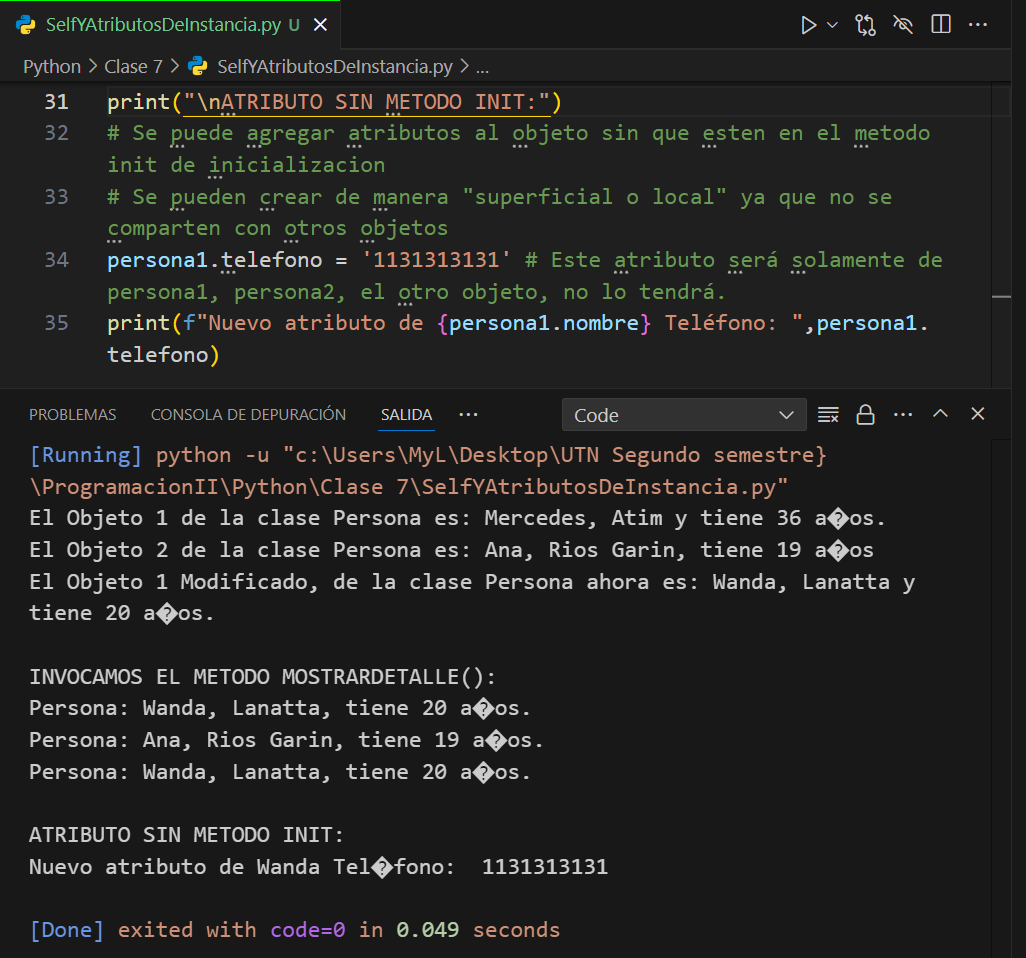 SelfYAtributosDeInstancia.py U
Python > Clase 7 > SelfYAtributosDeInstancia.py > ...
31 print("\nATRIBUTO SIN METODO INIT:")
32 # Se puede agregar atributos al objeto sin que esten en el metodo
init de inicializacion
33 # Se pueden crear de manera "superficial o local" ya que no se
comparten con otros objetos
34 persona1.telefono = '1131313131' # Este atributo será solamente de
persona1, persona2, el otro objeto, no lo tendrá.
35 print(f"Nuevo atributo de {persona1.nombre} Teléfono: ",persona1.
telefono)
PROBLEMAS CONSOLA DE DEPURACIÓN SALIDA ... Code ...
[Running] python -u "c:\Users\MyL\Desktop\UTN Segundo semestre}
\ProgramacionII\Python\Clase 7\SelfYAtributosDeInstancia.py"
El Objeto 1 de la clase Persona es: Mercedes, Atim y tiene 36 a�os.
El Objeto 2 de la clase Persona es: Ana, Rios Garin, tiene 19 a�os
El Objeto 1 Modificado, de la clase Persona ahora es: Wanda, Lanatta y
tiene 20 a�os.
INVOCAMOS EL METODO MOSTRARDETALLE():
Persona: Wanda, Lanatta, tiene 20 a�os.
Persona: Ana, Rios Garin, tiene 19 a�os.
Persona: Wanda, Lanatta, tiene 20 a�os.
ATRIBUTO SIN METODO INIT:
Nuevo atributo de Wanda Tel�fono:  1131313131
[Done] exited with code=0 in 0.049 seconds